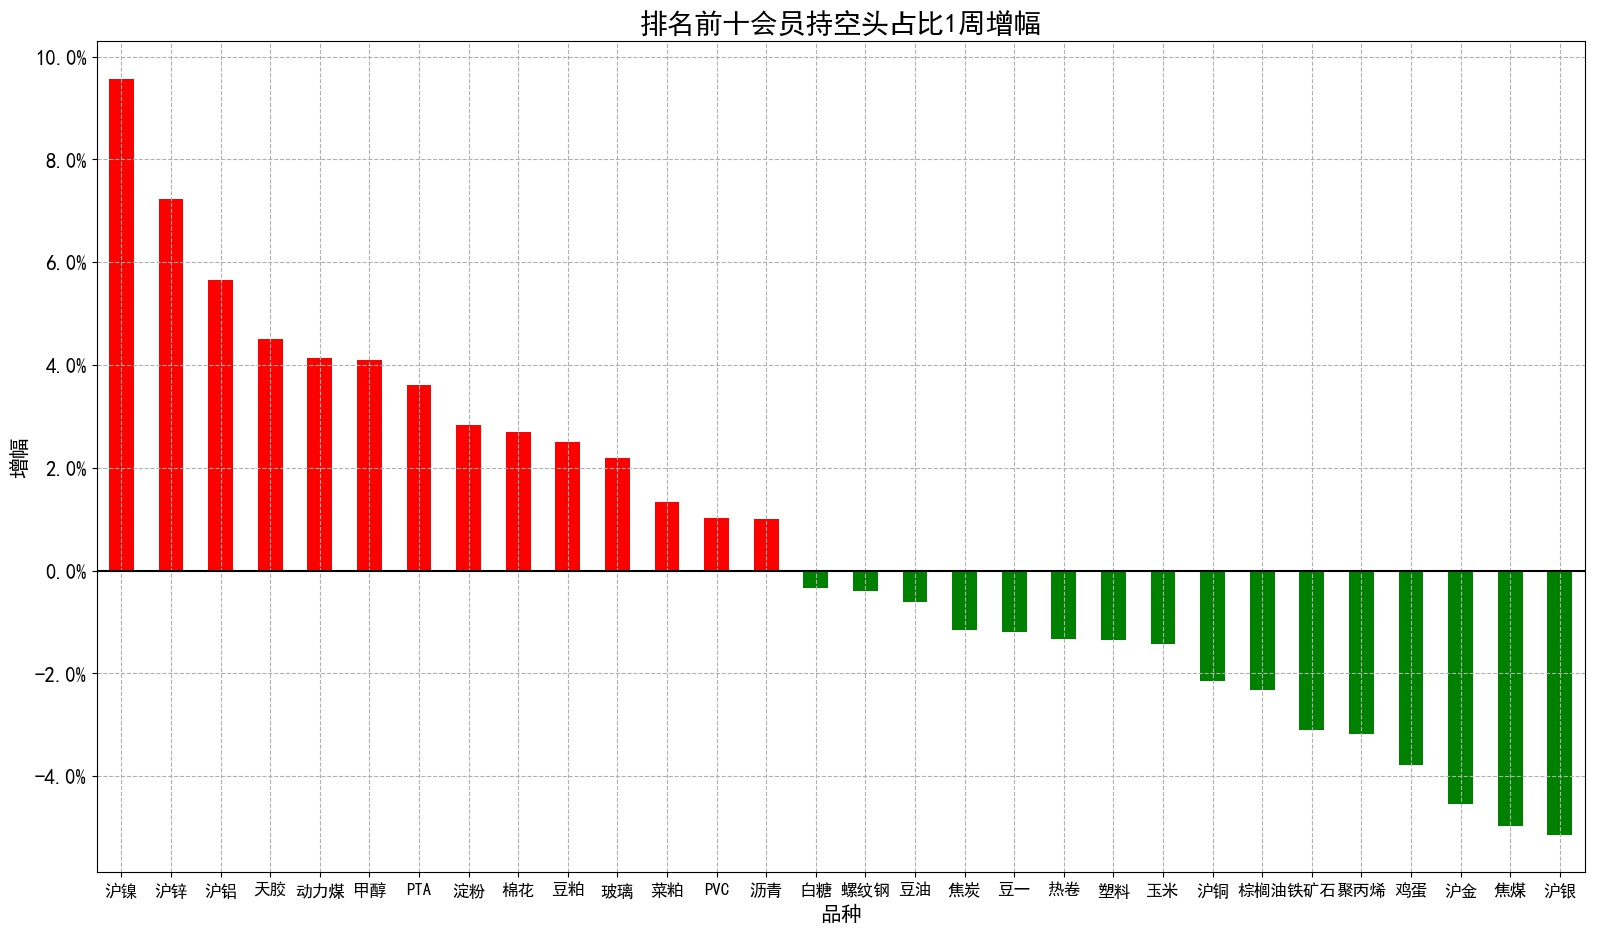 排名前十会员持空头占比1周增幅
10.0%
8.0%
6.0%
4.0%
2.0%
0.0%
-2.0%
-4.0%
增幅
沪镍 沪锌 沪铝 天胶 动力煤 甲醇 PTA 淀粉 棉花 豆粕 玻璃 菜粕 PVC 沥青 白糖 螺纹钢 豆油 焦炭 豆一 热卷 塑料 玉米 沪铜 棕榈油 铁矿石 聚丙烯 鸡蛋 沪金 焦煤 沪银
品种